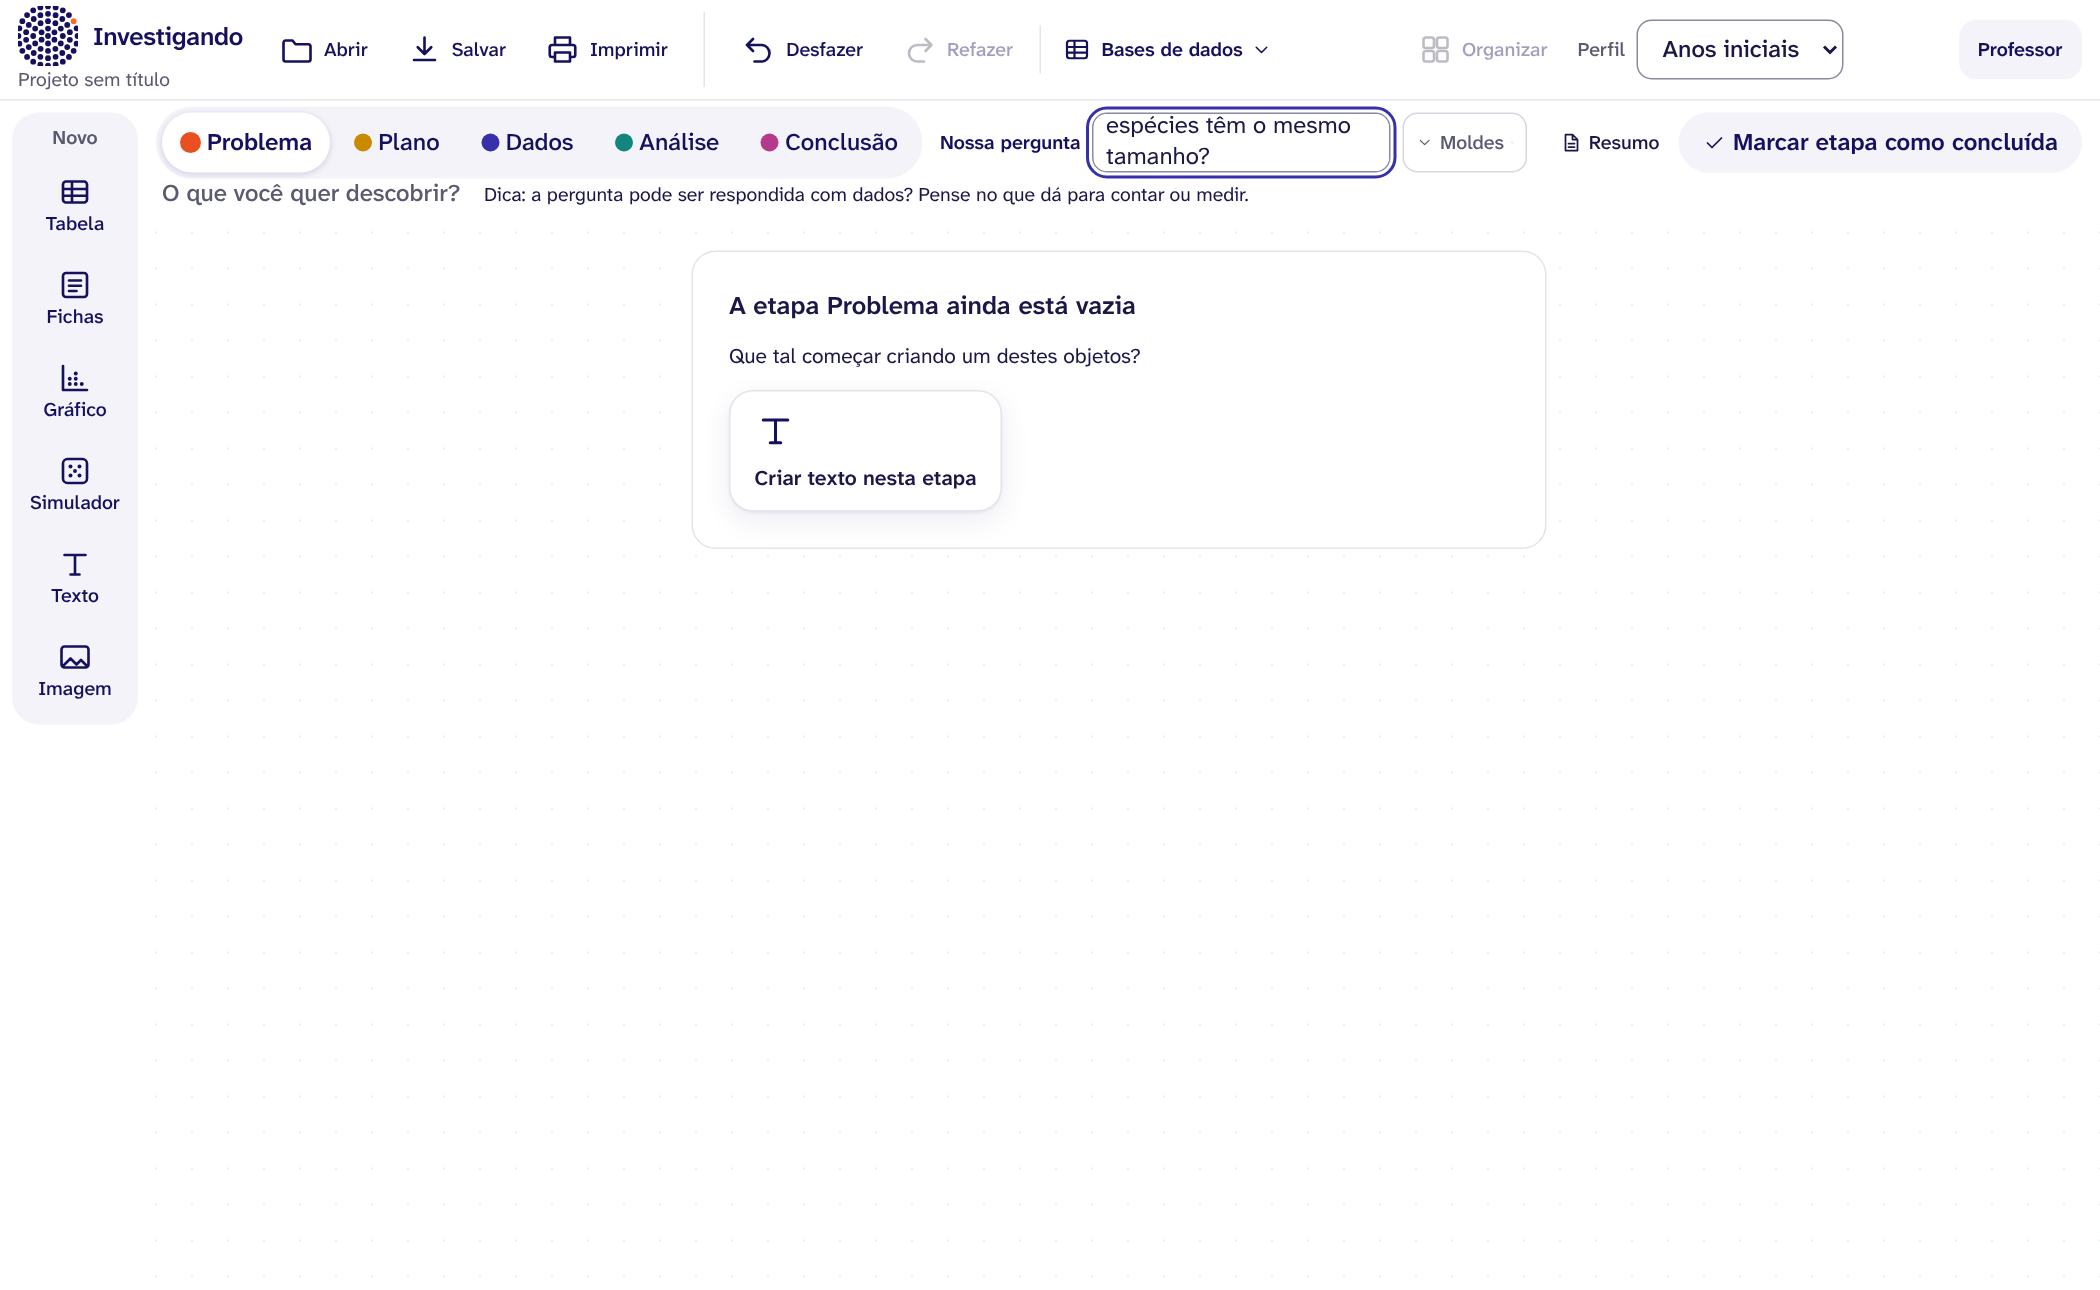 Investigando
Projeto sem título
Abrir
Salvar
Imprimir
Desfazer
Refazer
Bases de dados
Organizar
Perfil
Anos iniciais
Professor
Novo
Tabela
Fichas
Gráfico
Simulador
Texto
Imagem
Problema
Plano
Dados
Análise
Conclusão
Nossa pergunta
espécies têm o mesmo
tamanho?
Moldes
Resumo
Marcar etapa como concluída
O que você quer descobrir?
Dica: a pergunta pode ser respondida com dados? Pense no que dá para contar ou medir.
A etapa Problema ainda está vazia
Que tal começar criando um destes objetos?
Criar texto nesta etapa